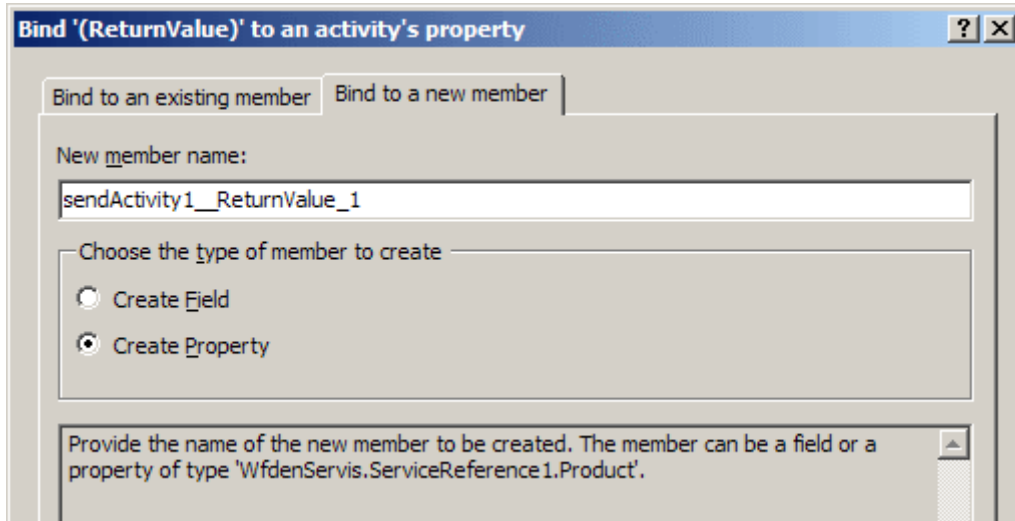 Bind '(ReturnValue)' to an activity's property
Bind to an existing member
Bind to a new member
New member name:
sendActivity1__ReturnValue_1
Choose the type of member to create
Create Field
Create Property
Provide the name of the new member to be created. The member can be a field or a
property of type 'WfdenServis.ServiceReference1.Product'.